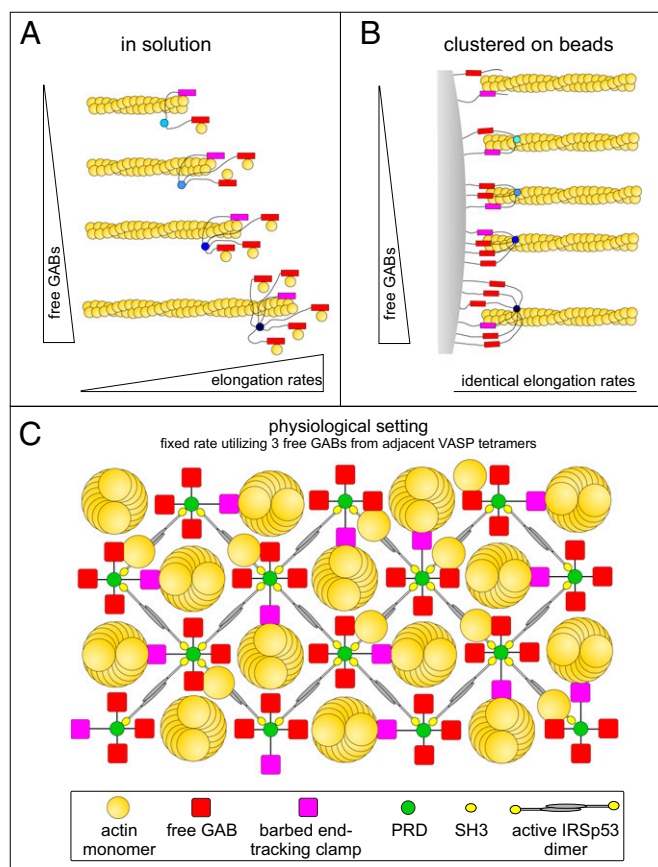 A
in solution
free GABs
elongation rates
B
clustered on beads
free GABs
identical elongation rates
C
physiological setting
fixed rate utilizing 3 free GABs from adjacent VASP tetramers
actin
monomer
free GAB
barbed end-
tracking clamp
PRD
SH3
active IRSp53
dimer